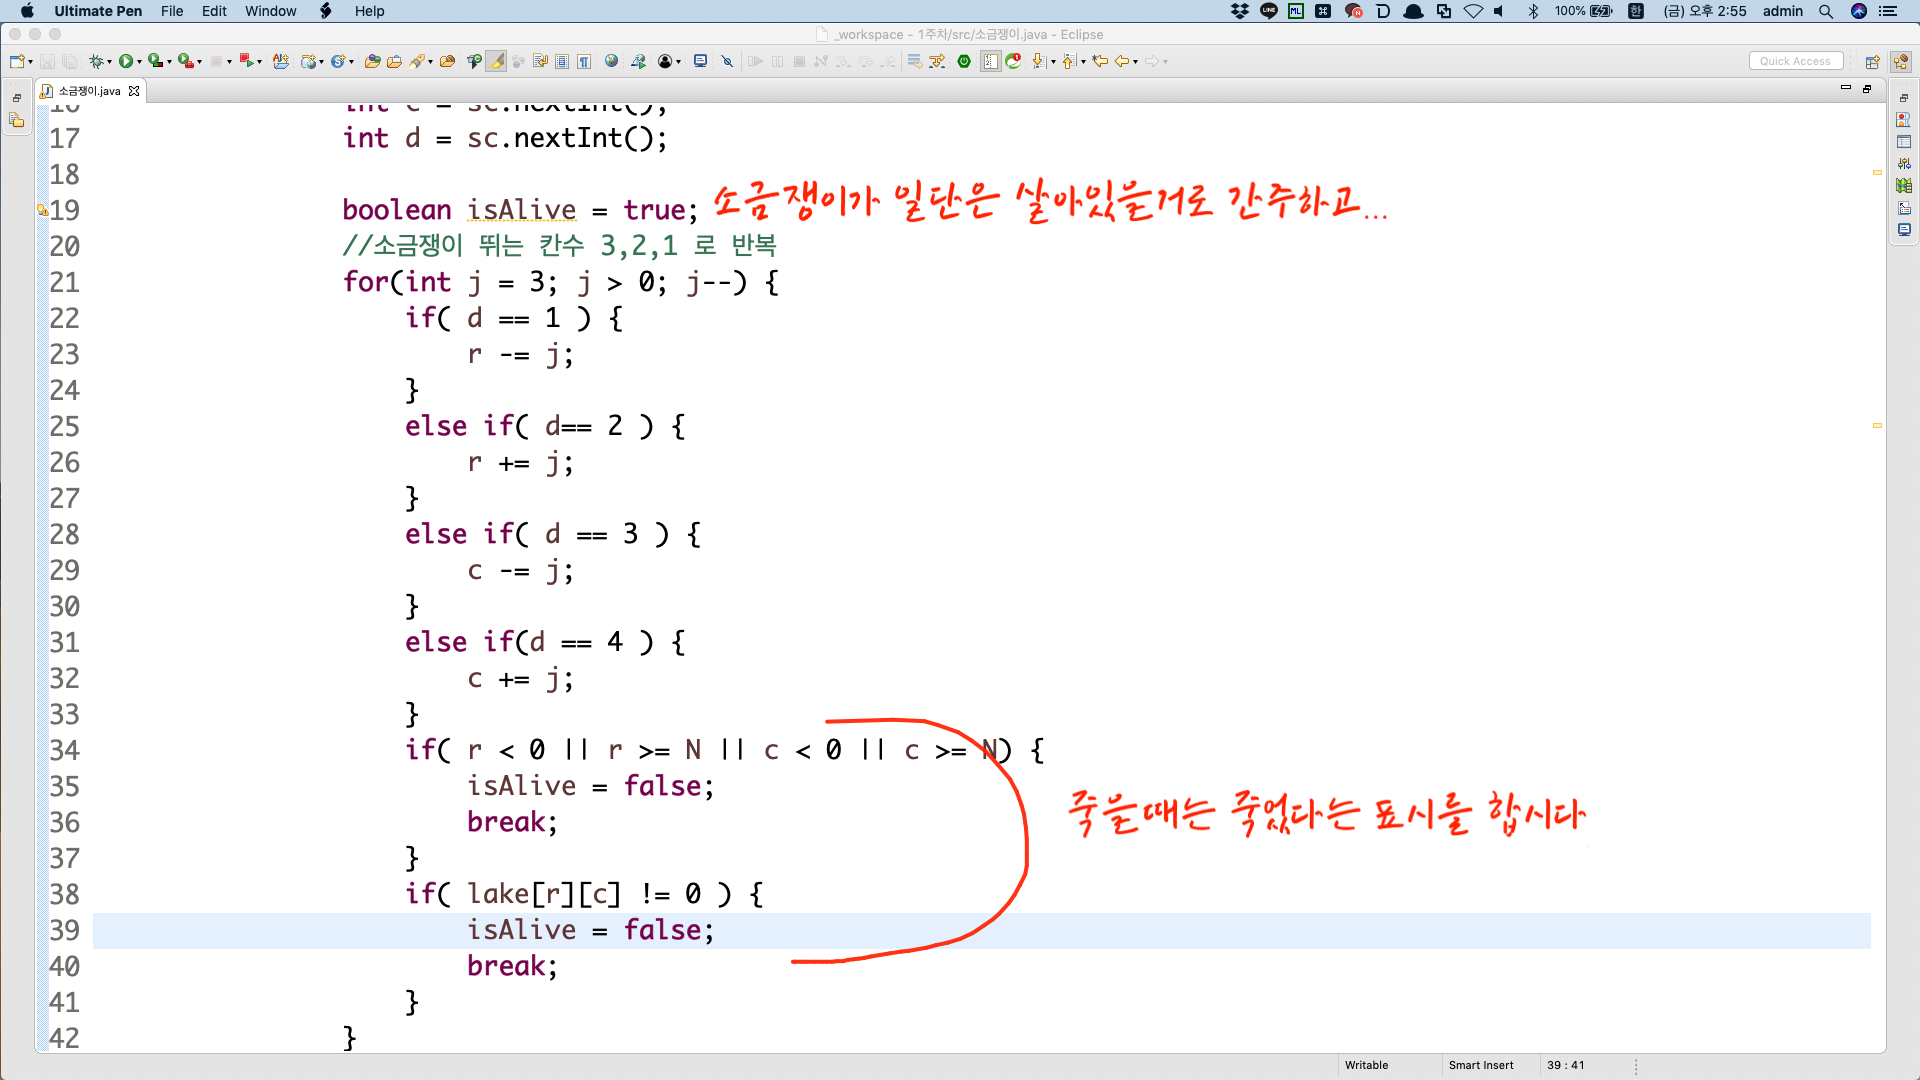 Ultimate Pen File Edit Window Help 100% 한 (금) 오후 2:55 admin
_workspace - 1주차/src/소금쟁이.java - Eclipse
Quick Access
소금쟁이.java
16 int c = sc.nextInt();
17 int d = sc.nextInt();
18
19 boolean isAlive = true; 소금쟁이가 일단은 살아있을거로 간주하고...
20 //소금쟁이 뛰는 칸수 3,2,1 로 반복
21 for(int j = 3; j > 0; j--) {
22 if( d == 1 ) {
23 r -= j;
24 }
25 else if( d== 2 ) {
26 r += j;
27 }
28 else if( d == 3 ) {
29 c -= j;
30 }
31 else if(d == 4 ) {
32 c += j;
33 }
34 if( r < 0 || r >= N || c < 0 || c >= N) {
35 isAlive = false;
죽을때는 죽었다는 표시를 합시다
36 break;
37 }
38 if( lake[r][c] != 0 ) {
39 isAlive = false;
40 break;
41 }
42 }
Writable Smart Insert 39 : 41